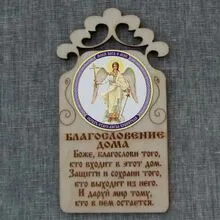 БЛАГОСЛОВЕНИЕ
ДОМА
Боже, благослови того,
кто входит в этот дом.
Защити и сохрани того,
кто выходит из него.
И даруй мир тому,
кто в нем остается.